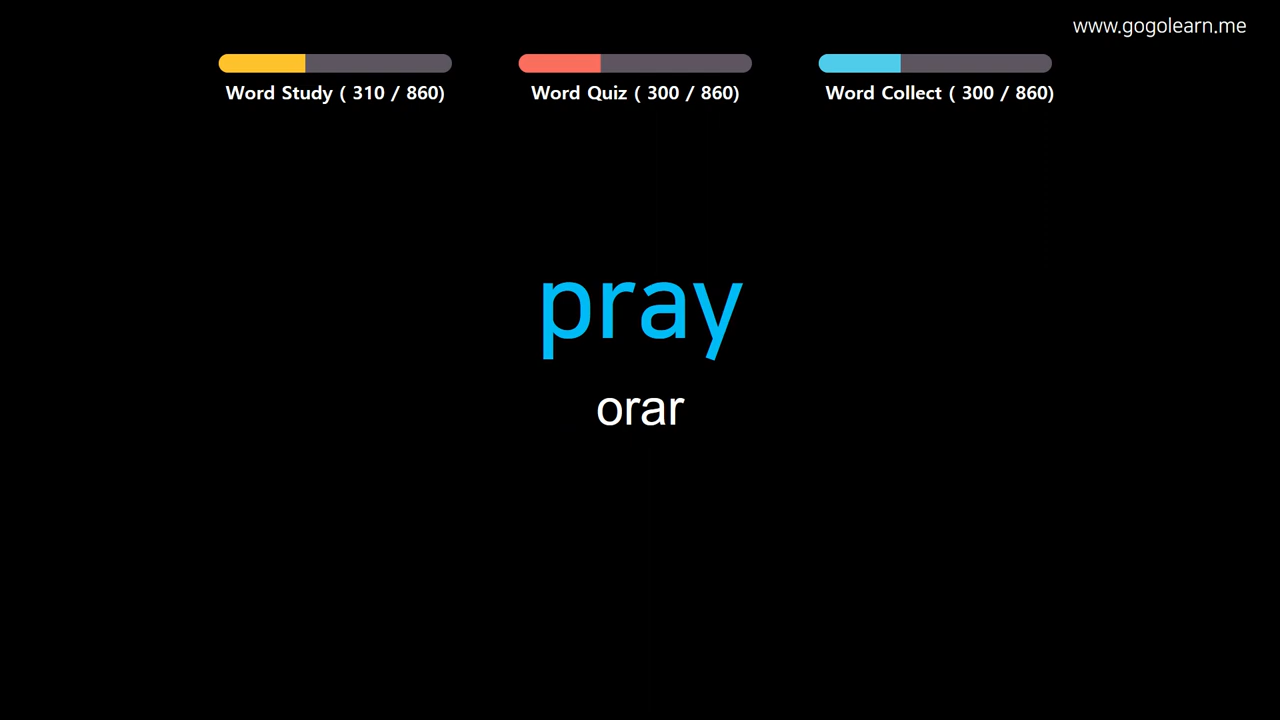 www.gogolearn.me
Word Study ( 310 / 860)
Word Quiz ( 300 / 860)
Word Collect ( 300 / 860)
pray
orar